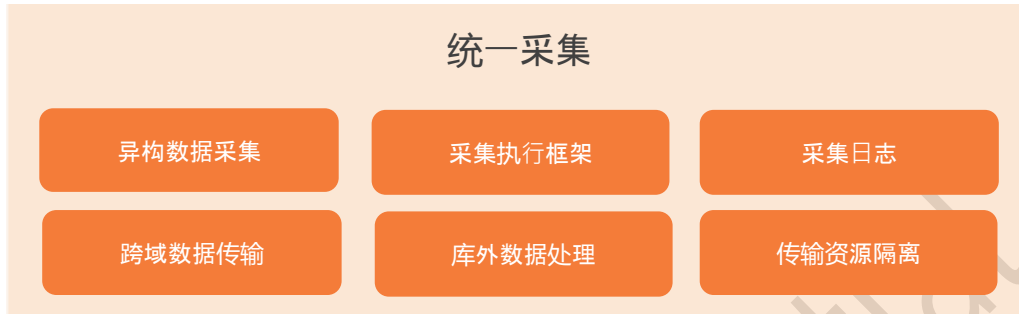 统一采集
异构数据采集
采集执行框架
采集日志
跨域数据传输
库外数据处理
传输资源隔离